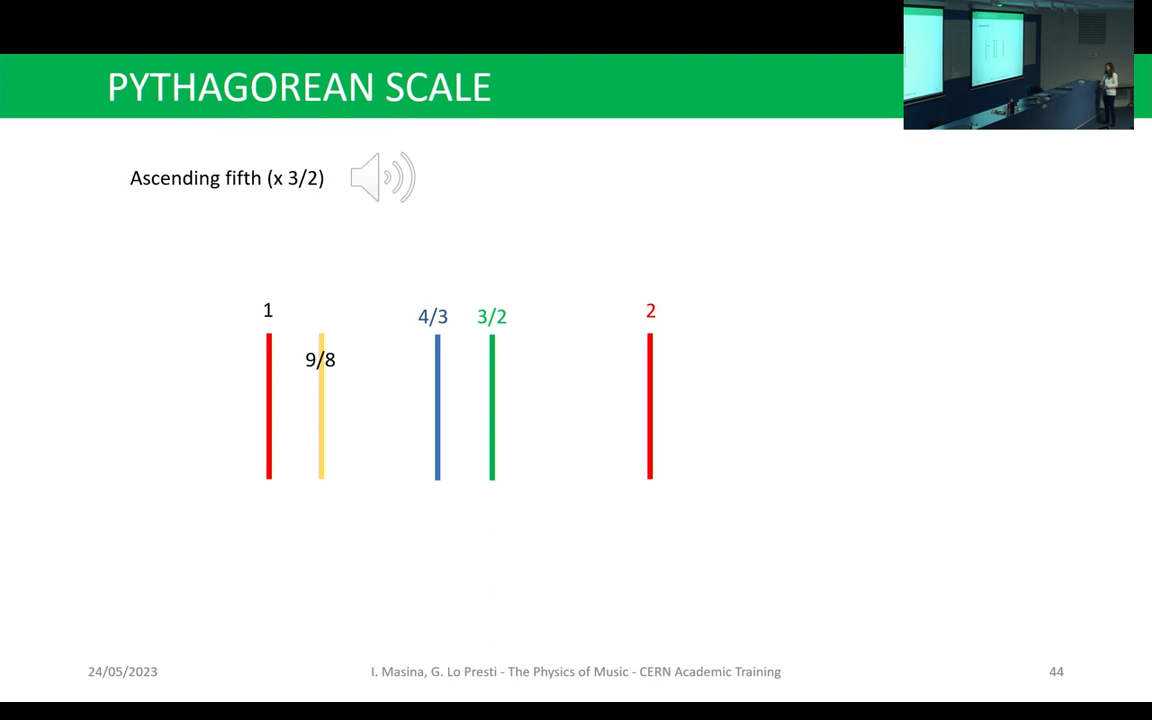 PYTHAGOREAN SCALE
Ascending fifth (x 3/2)
1
4/3
3/2
2
9/8
24/05/2023
I. Masina, G. Lo Presti - The Physics of Music - CERN Academic Training
44